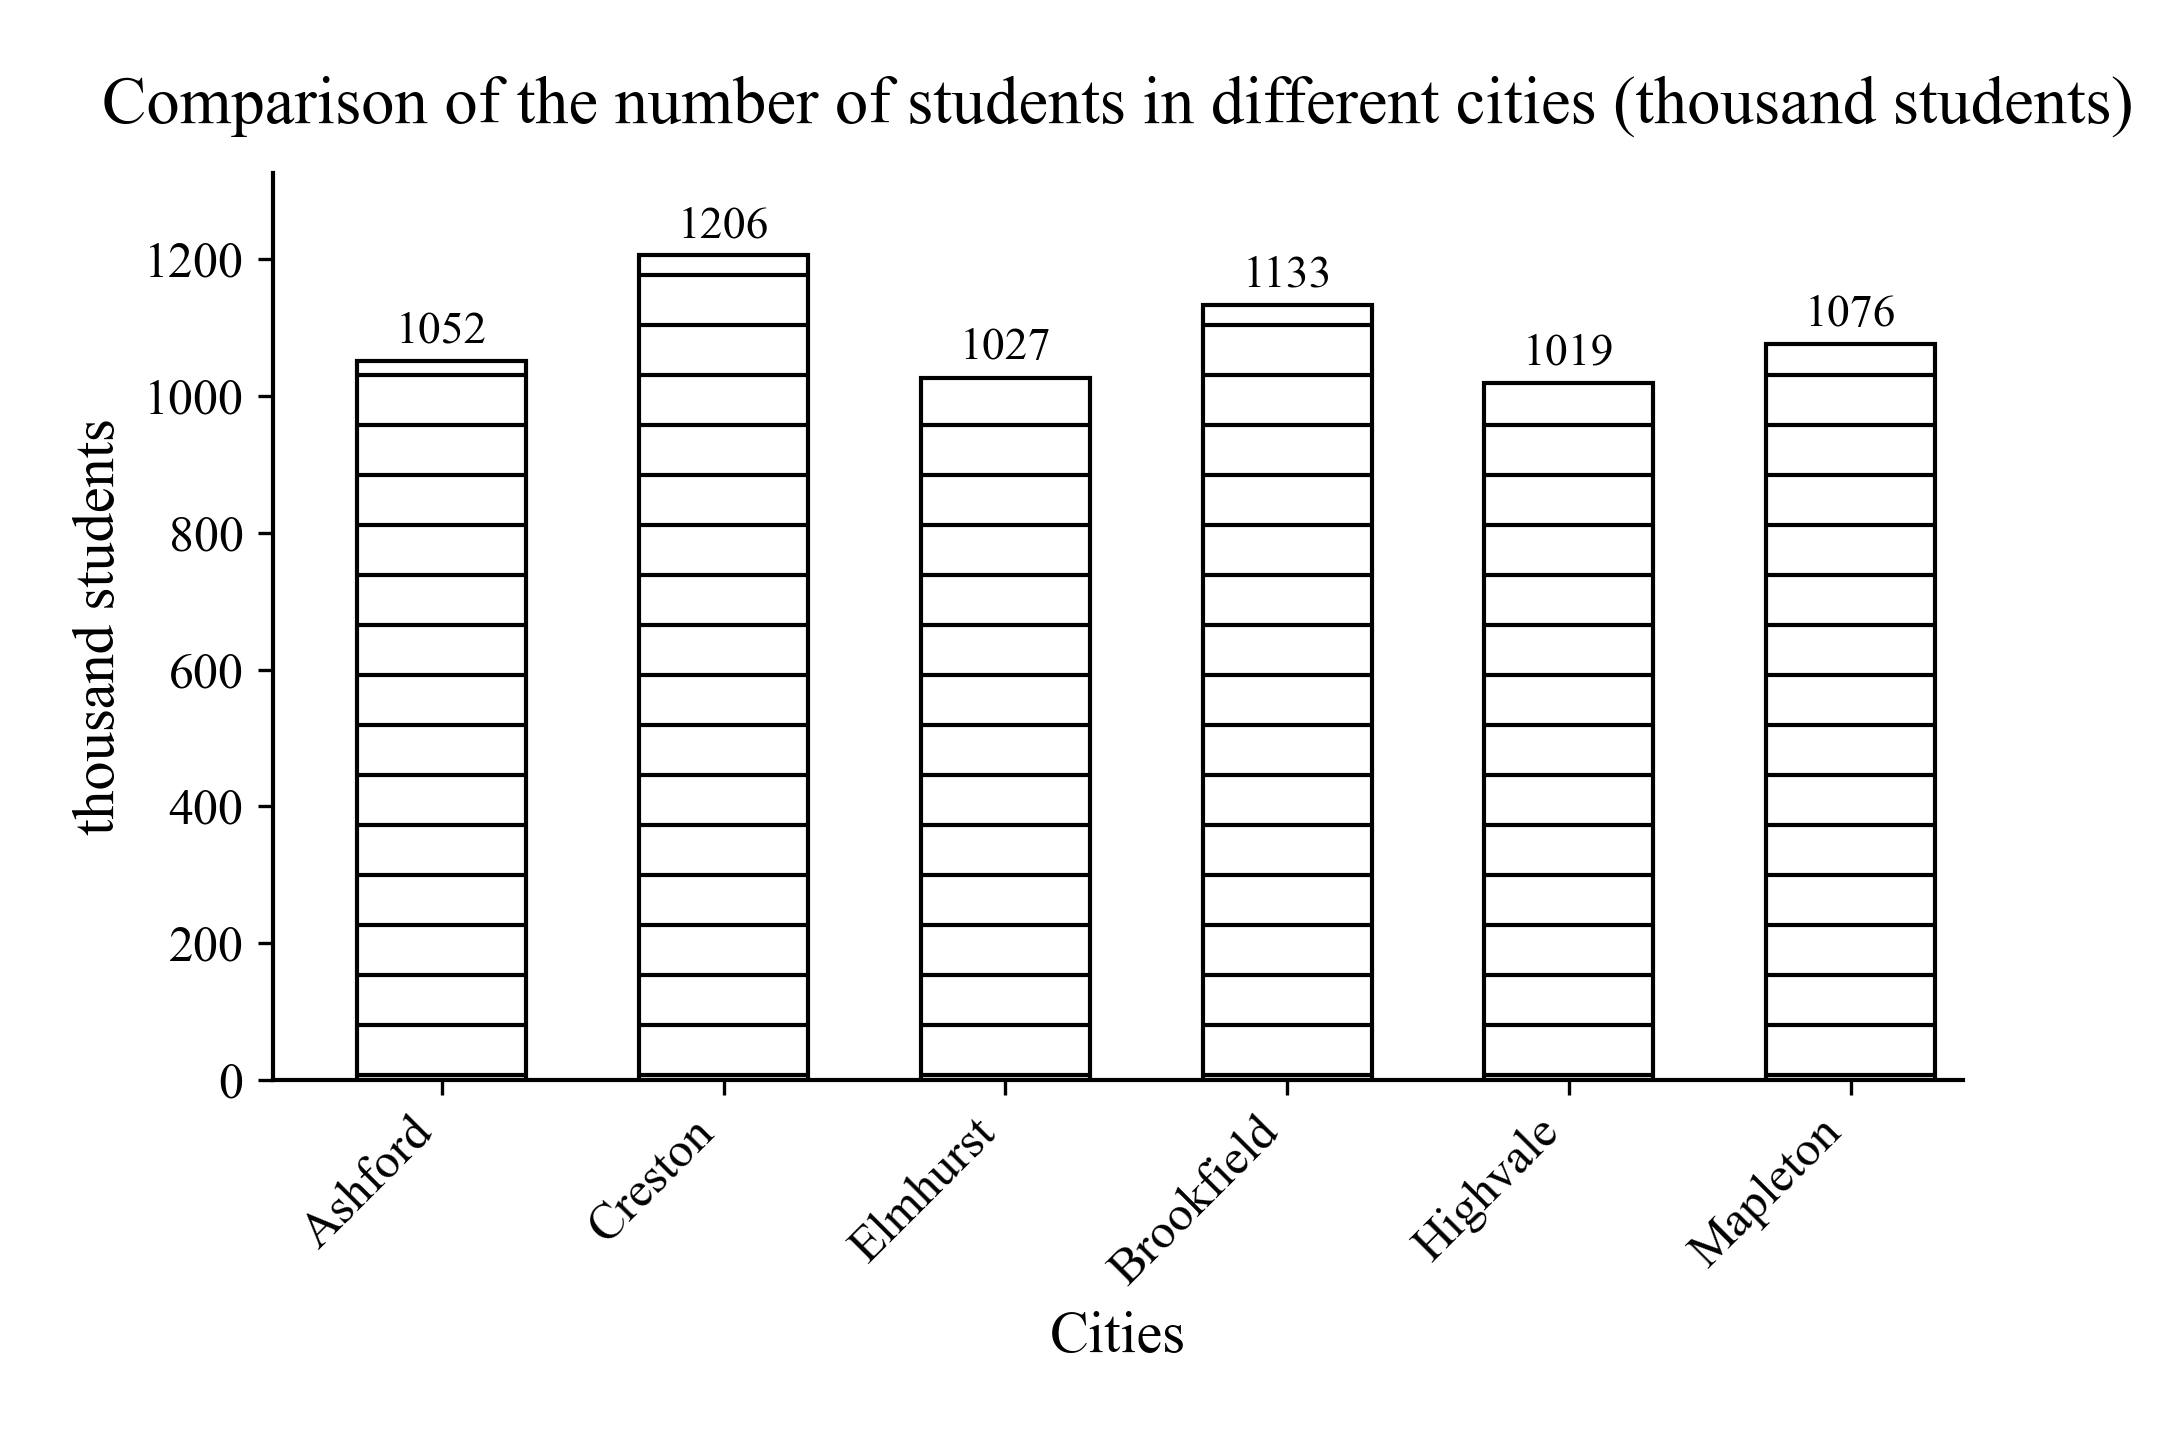 Comparison of the number of students in different cities (thousand students)
thousand students
1200
1000
800
600
400
200
0
1052
1206
1027
1133
1019
1076
Ashford
Creston
Elmhurst
Brookfield
Highvale
Mapleton
Cities